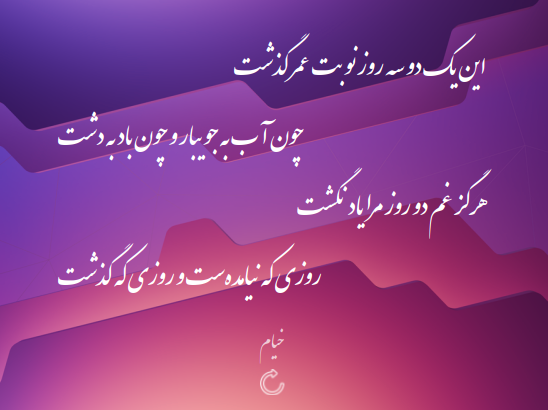 این یک دو سه روز نوبت عمر گذشت
چون آب به جویبار و چون باد به دشت
هرگز غم دو روز مرا یاد نگشت
روزی که نیامده‌ست و روزی که گذشت
خیام